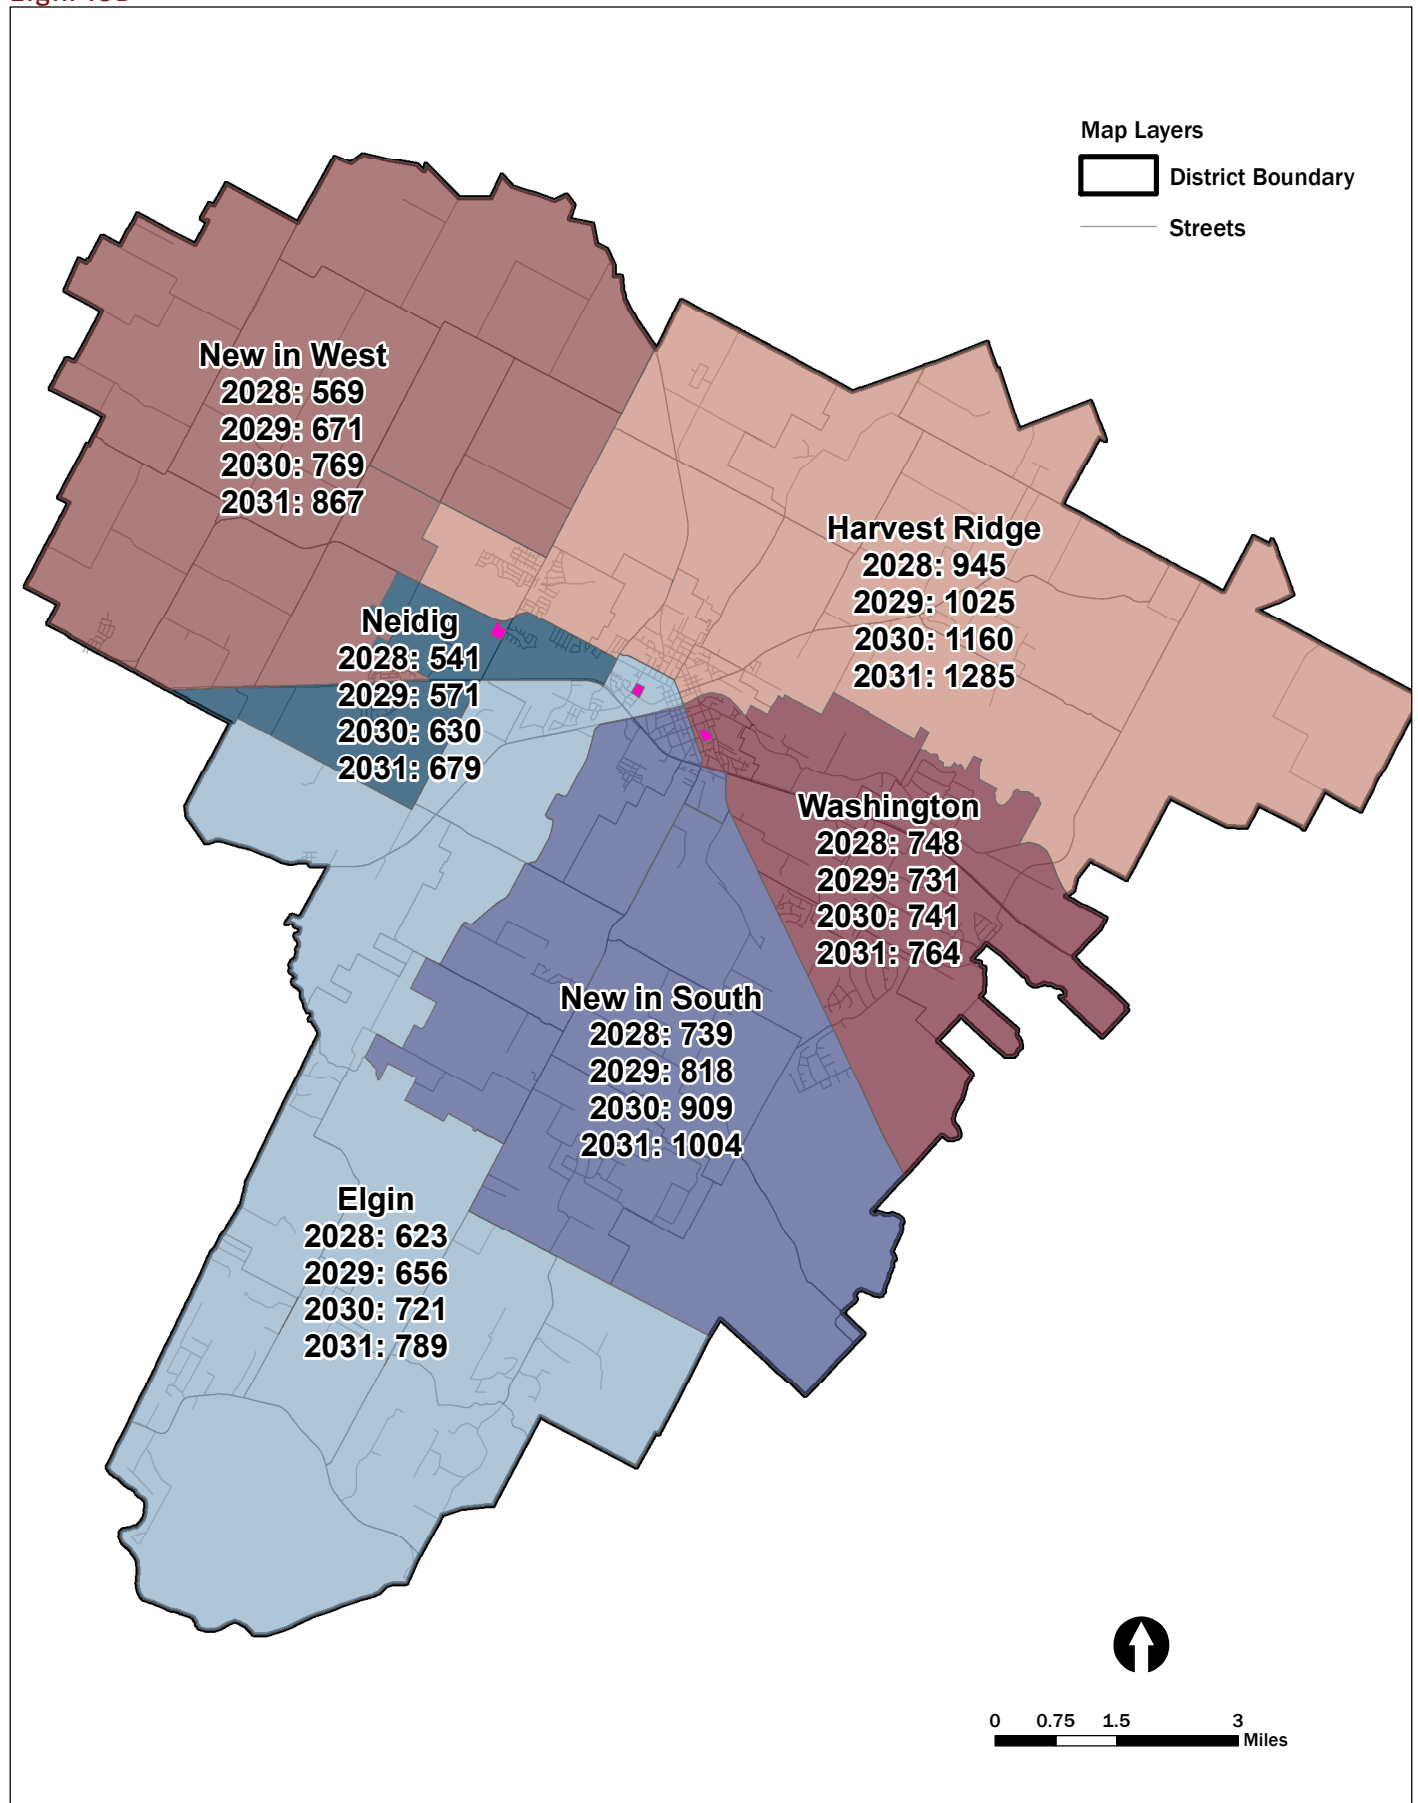 Elgin ISD
Map Layers
District Boundary
Streets
New in West
2028: 569
2029: 671
2030: 769
2031: 867
Harvest Ridge
2028: 945
2029: 1025
2030: 1160
2031: 1285
Neidig
2028: 541
2029: 571
2030: 630
2031: 679
Washington
2028: 748
2029: 731
2030: 741
2031: 764
New in South
2028: 739
2029: 818
2030: 909
2031: 1004
Elgin
2028: 623
2029: 656
2030: 721
2031: 789
0 0.75 1.5 3
Miles